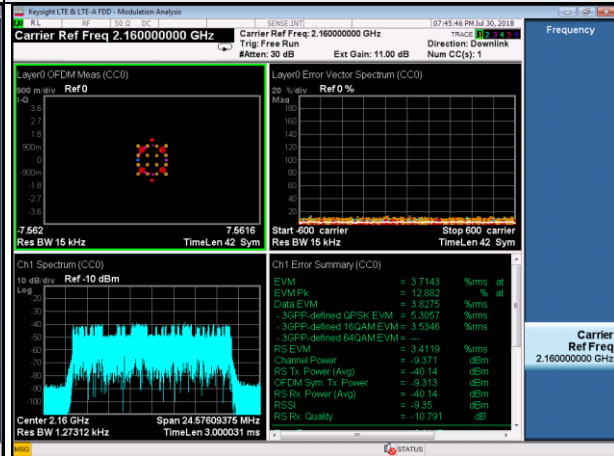 Keysight LTE & LTE-A FDD - Modulation Analysis
RL RF 50 Ω DC SENSE:INT 07:45:46 PM Jul 30, 2018
Carrier Ref Freq 2.160000000 GHz
Carrier Ref Freq: 2.160000000 GHz
Trig: Free Run
#Atten: 30 dB Ext Gain: 11.00 dB
TRACE 1 2 3 4 5 6
Direction: Downlink
Num CC(s): 1
Frequency
Layer0 OFDM Meas (CC0)
900 m/div Ref 0
I-Q
3.6
2.7
1.8
900m
0
-900m
-1.8
-2.7
-3.6
-7.562 7.5616
Res BW 15 kHz TimeLen 42 Sym
Layer0 Error Vector Spectrum (CC0)
20 %/div Ref 0 %
Mag
180
160
140
120
100
80
60
40
20
Start -600 carrier Stop 600 carrier
Res BW 15 kHz TimeLen 42 Sym
Ch1 Spectrum (CC0)
10 dB/div Ref -10 dBm
Log
-20
-30
-40
-50
-60
-70
-80
-90
-100
Center 2.16 GHz Span 24.57609375 MHz
Res BW 1.27312 kHz TimeLen 3.000031 ms
Ch1 Error Summary (CC0)
EVM = 3.7143 %rms at
EVM Pk = 12.882 % at
Data EVM = 3.8275 %rms
- 3GPP-defined QPSK EVM = 5.3057 %rms
- 3GPP-defined 16QAM EVM = 3.5346 %rms
- 3GPP-defined 64QAM EVM = ---
RS EVM = 3.4119 %rms
Channel Power = -9.371 dBm
RS Tx. Power (Avg) = -40.14 dBm
OFDM Sym. Tx. Power = -9.313 dBm
RS Rx. Power (Avg) = -40.14 dBm
RSSI = -9.35 dBm
RS Rx. Quality = -10.791 dB
Carrier
Ref Freq
2.160000000 GHz
MSG STATUS